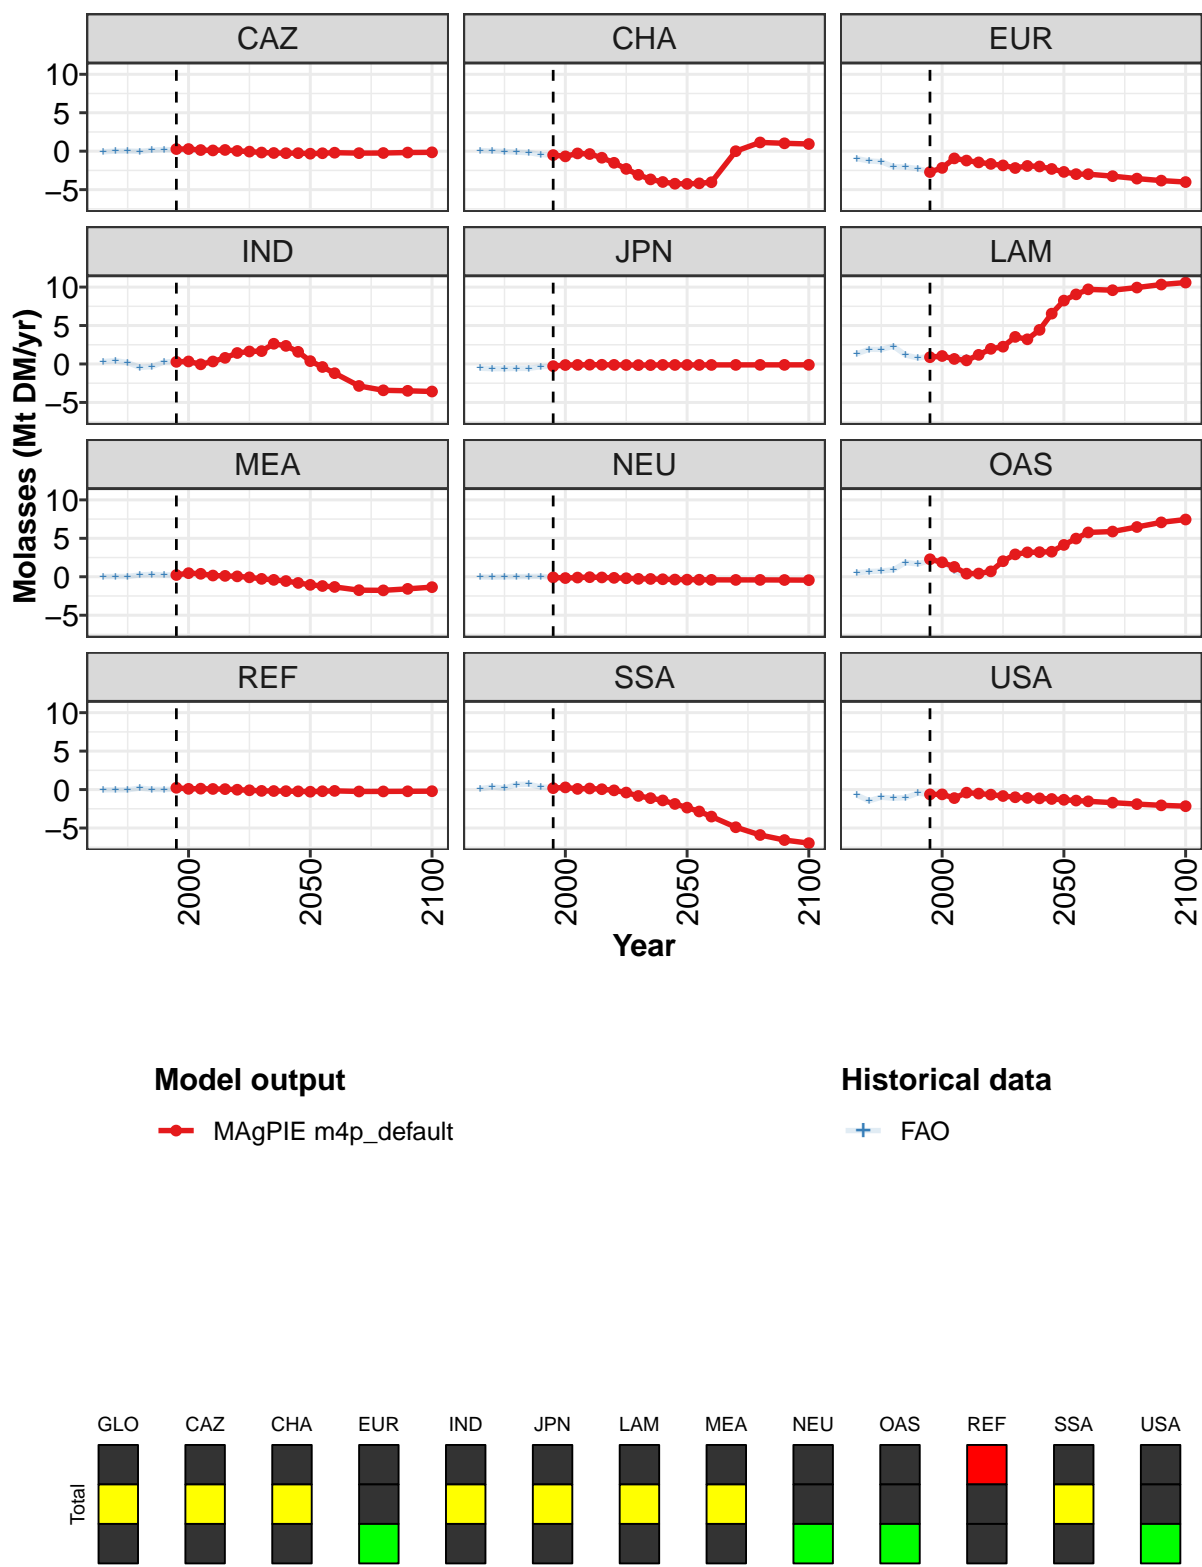 CAZ CHA EUR
10
5
0
−5
IND JPN LAM
10
5
0
−5
MEA NEU OAS
10
5
0
−5
REF SSA USA
10
5
0
−5
Molasses (Mt DM/yr)
2000 2050 2100 2000 2050 2100 2000 2050 2100
Year
Model output Historical data
MAgPIE m4p_default FAO
GLO CAZ CHA EUR IND JPN LAM MEA NEU OAS REF SSA USA
Total